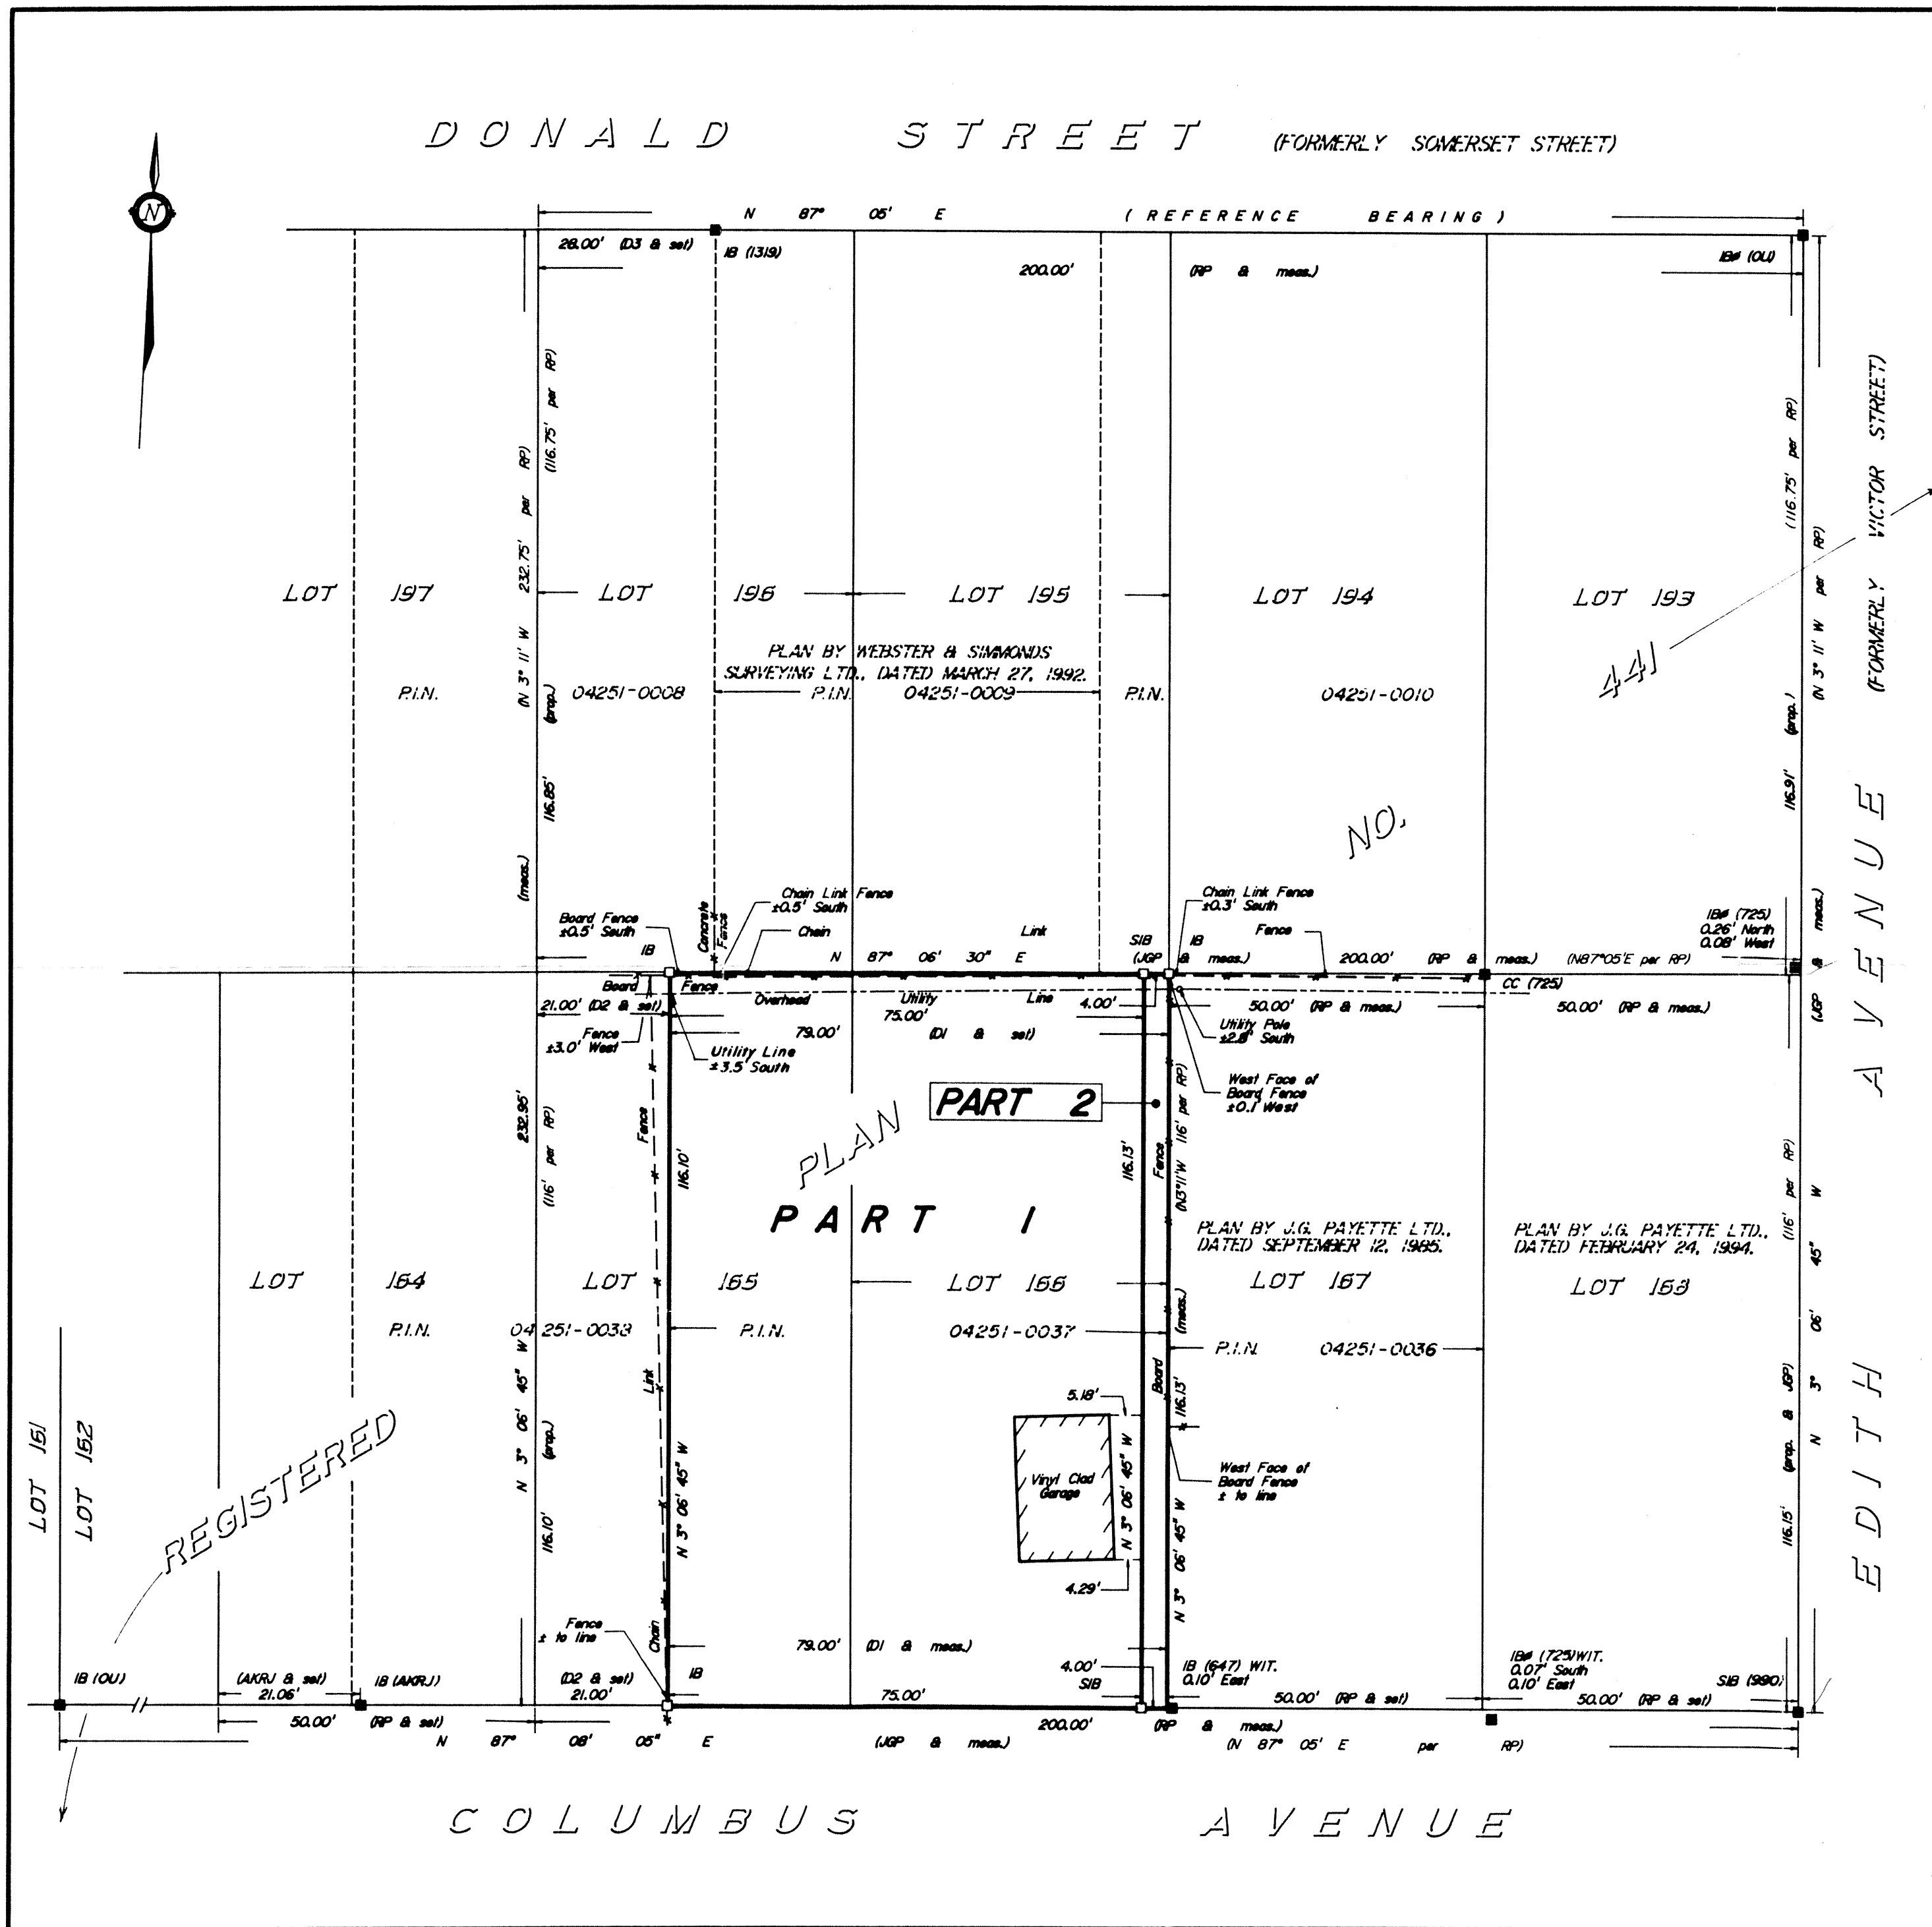 DONALD STREET (FORMERLY SOMERSET STREET)
N
N 87° 05' E (REFERENCE BEARING)
28.00' (D3 & set)
IB (1319)
200.00' (RP & meas.)
IBø (OU)
(N 3° 11' W 232.75' per RP)
(116.75' per RP)
(prop.)
116.85'
(meas.)
232.95'
(116.75' per RP)
(prop.)
116.91'
(N 3° 11' W per RP)
(JGP & meas.)
EDITH AVENUE (FORMERLY VICTOR STREET)
LOT 197
LOT 196
LOT 195
LOT 194
LOT 193
PLAN BY WEBSTER & SIMMONDS
SURVEYING LTD., DATED MARCH 27, 1992.
P.I.N. 04251-0008
P.I.N. 04251-0009
P.I.N. 04251-0010
REGISTERED PLAN NO. 441
Board Fence
±0.5' South
Concrete
Fence
Chain Link Fence
±0.5' South
Chain Link Fence
±0.3' South
Chain Link Fence
IBø (725)
0.26' North
0.08' West
IB
SIB
IB
N 87° 06' 30" E (JGP & meas.) 200.00' (RP & meas.) (N87°05'E per RP)
CC (725)
Board Fence
Overhead Utility Line
21.00' (D2 & set)
75.00'
4.00'
50.00' (RP & meas.)
50.00' (RP & meas.)
79.00' (D1 & set)
Fence
±3.0' West
Utility Line
±3.5' South
Utility Pole
±2.8' South
West Face of
Board Fence
±0.1' West
PART 2
PART 1
Chain Link Fence
116.10'
N 3° 06' 45" W
116.13'
N 3° 06' 45" W
Board Fence
(N3°11'W 116' per RP)
(meas.)
116.13'
N 3° 06' 45" W
(116' per RP)
(prop.)
116.10'
N 3° 06' 45" W
(116' per RP)
(prop. & JGP)
116.15'
N 3° 06' 45" W
PLAN BY J.G. PAYETTE LTD.,
DATED SEPTEMBER 12, 1985.
PLAN BY J.G. PAYETTE LTD.,
DATED FEBRUARY 24, 1994.
LOT 164
LOT 165
LOT 166
LOT 167
LOT 168
P.I.N. 04251-0038
P.I.N. 04251-0037
P.I.N. 04251-0036
LOT 161
LOT 162
5.18'
Vinyl Clad
Garage
4.29'
West Face of
Board Fence
± to line
Fence
± to line
79.00' (D1 & meas.)
IB (OU)
(AKRJ & set)
21.06'
IB (AKRJ)
(D2 & set)
21.00'
IB
75.00'
4.00'
SIB
IB (647) WIT.
0.10' East
IBø (725)WIT.
0.07' South
0.10' East
SIB (990)
50.00' (RP & set)
50.00' (RP & set)
50.00' (RP & set)
200.00' (RP & meas.)
N 87° 08' 05" E (JGP & meas.) (N 87° 05' E per RP)
COLUMBUS AVENUE